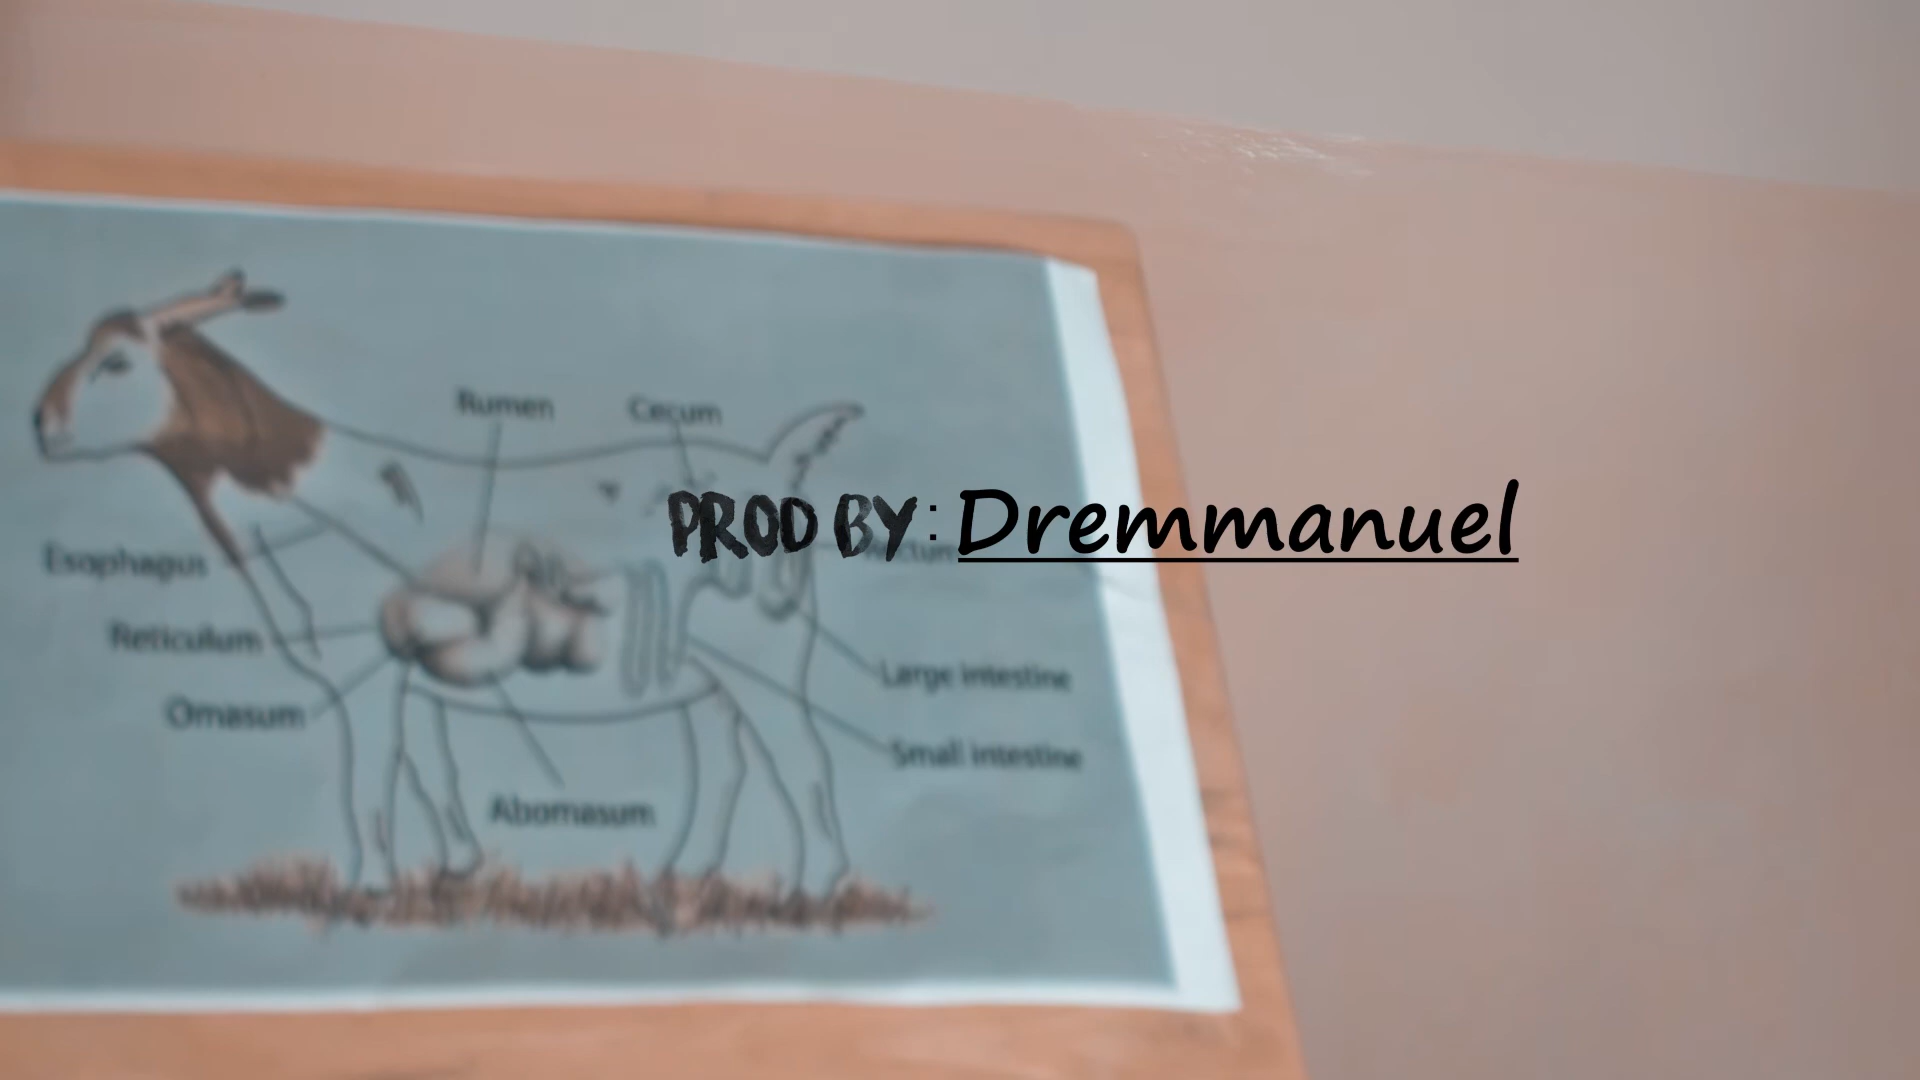 Rumen
Cecum
PROD BY: Dremmanuel
Esophagus
Reticulum
Large intestine
Omasum
Small intestine
Abomasum